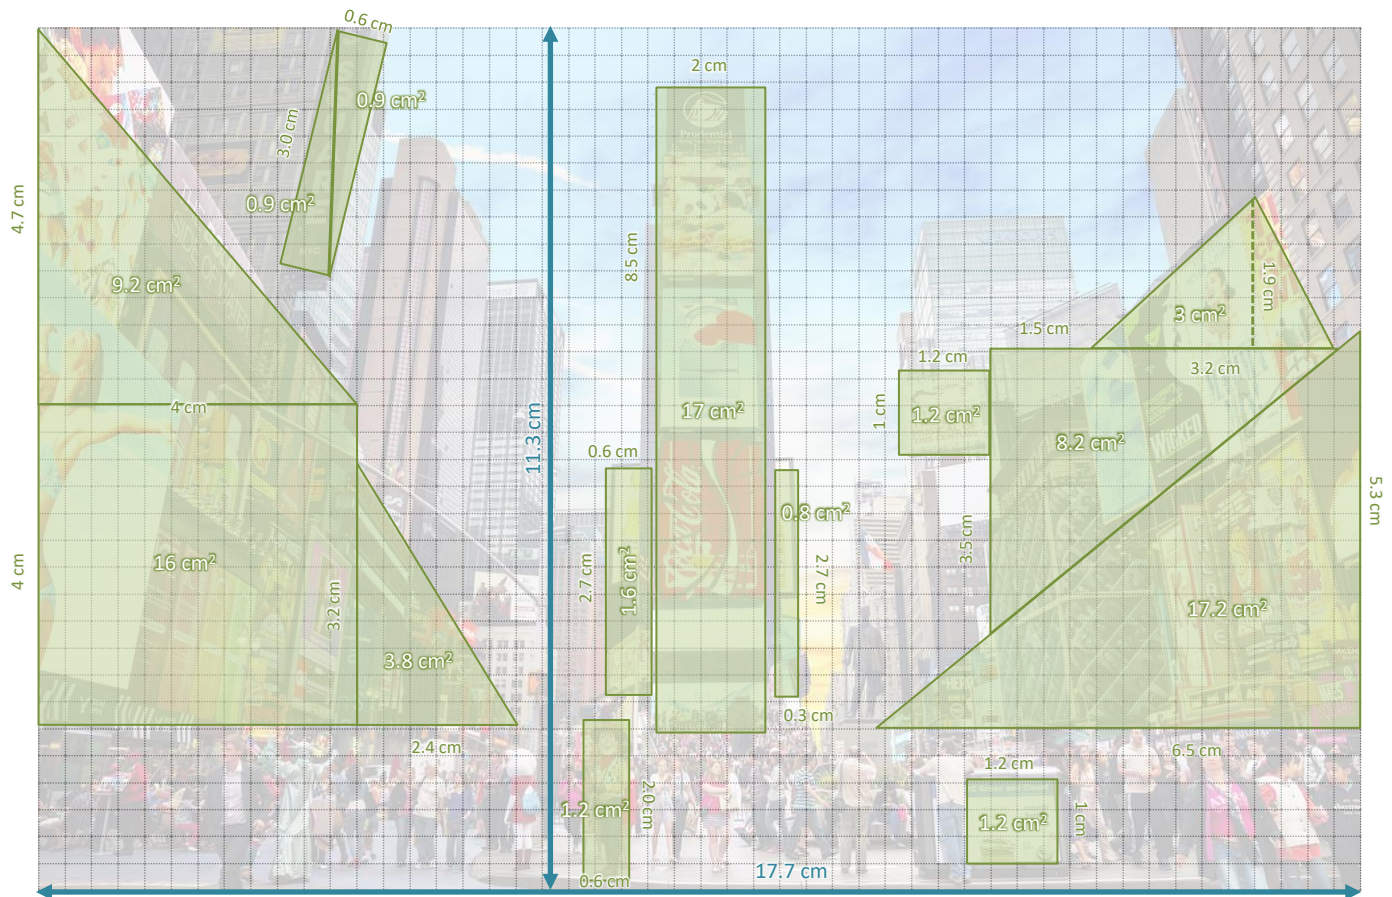 0.6 cm
2 cm
0.9 cm²
3.0 cm
4.7 cm
0.9 cm²
8.5 cm
9.2 cm²
1.9 cm
3 cm²
1.5 cm
1.2 cm
3.2 cm
4 cm
17 cm²
1 cm
1.2 cm²
11.3 cm
8.2 cm²
WICKED
0.6 cm
5.3 cm
Coca-Cola
0.8 cm²
3.5 cm
16 cm²
4 cm
2.7 cm
1.6 cm²
2.7 cm
3.2 cm
17.2 cm²
3.8 cm²
0.3 cm
2.4 cm
6.5 cm
1.2 cm
1.2 cm²
2.0 cm
1.2 cm²
1 cm
17.7 cm
0.6 cm
Prudential